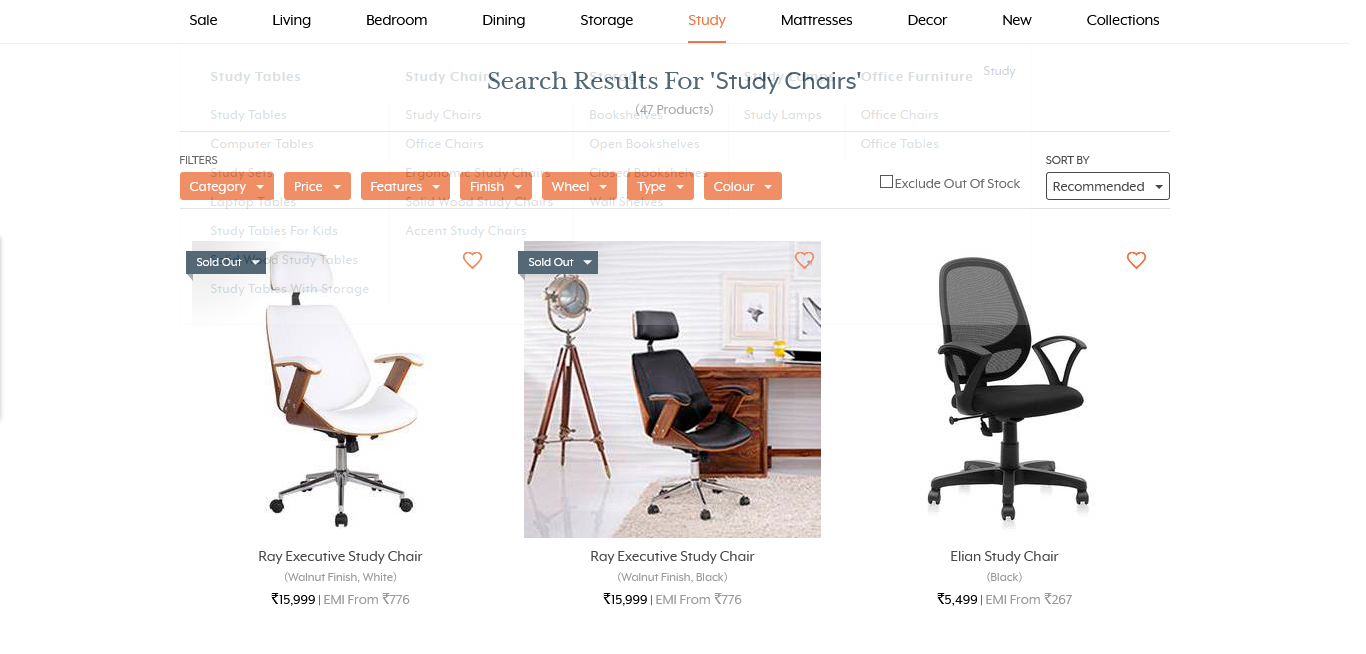 Sale Living Bedroom Dining Storage Study Mattresses Decor New Collections
Search Results For 'Study Chairs'
(47 Products)
Study Tables
Study Tables
Computer Tables
Study Sets
Laptop Tables
Study Tables For Kids
Solid Wood Study Tables
Study Tables With Storage
Study Chairs
Study Chairs
Office Chairs
Ergonomic Study Chairs
Solid Wood Study Chairs
Accent Study Chairs
Storage
Bookshelves
Open Bookshelves
Closed Bookshelves
Wall Shelves
Study Lamps
Study Lamps
Office Furniture
Office Chairs
Office Tables
Study
FILTERS
Category Price Features Finish Wheel Type Colour
Exclude Out Of Stock
SORT BY
Recommended
Sold Out
Ray Executive Study Chair
(Walnut Finish, White)
₹15,999 | EMI From ₹776
Sold Out
Ray Executive Study Chair
(Walnut Finish, Black)
₹15,999 | EMI From ₹776
Elian Study Chair
(Black)
₹5,499 | EMI From ₹267